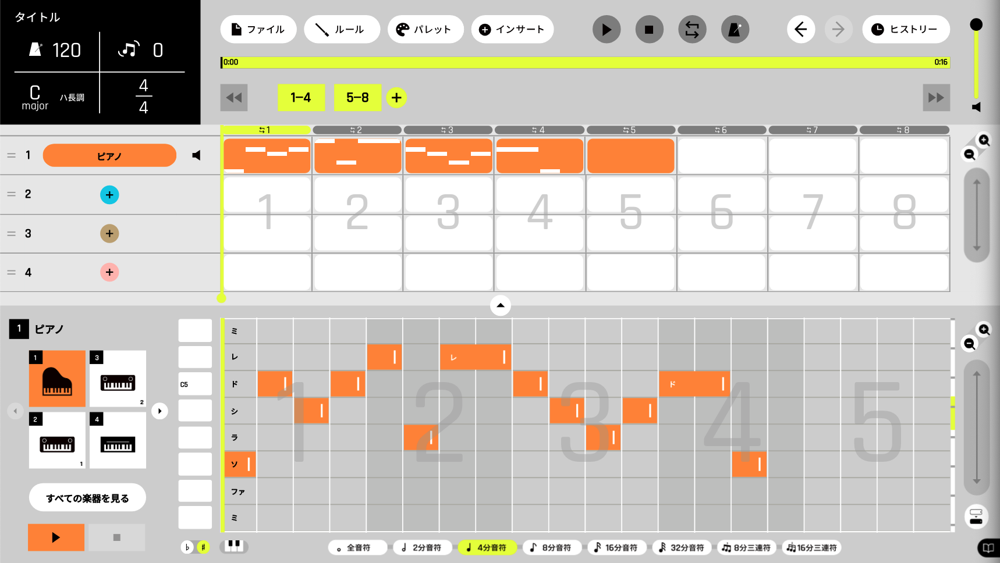 タイトル
120
0
C
major
ハ長調
4
4
ファイル
ルール
パレット
インサート
ヒストリー
0:00
0:16
1–4
5–8
1
2
3
4
5
6
7
8
1
ピアノ
2
3
4
1
2
3
4
5
6
7
8
1
ピアノ
1
3
2
2
4
1
すべての楽器を見る
C5
ミ
レ
レ
ド
ド
シ
ラ
ソ
ファ
ミ
1
2
3
4
5
♭
♯
全音符
2分音符
4分音符
8分音符
16分音符
32分音符
8分三連符
16分三連符